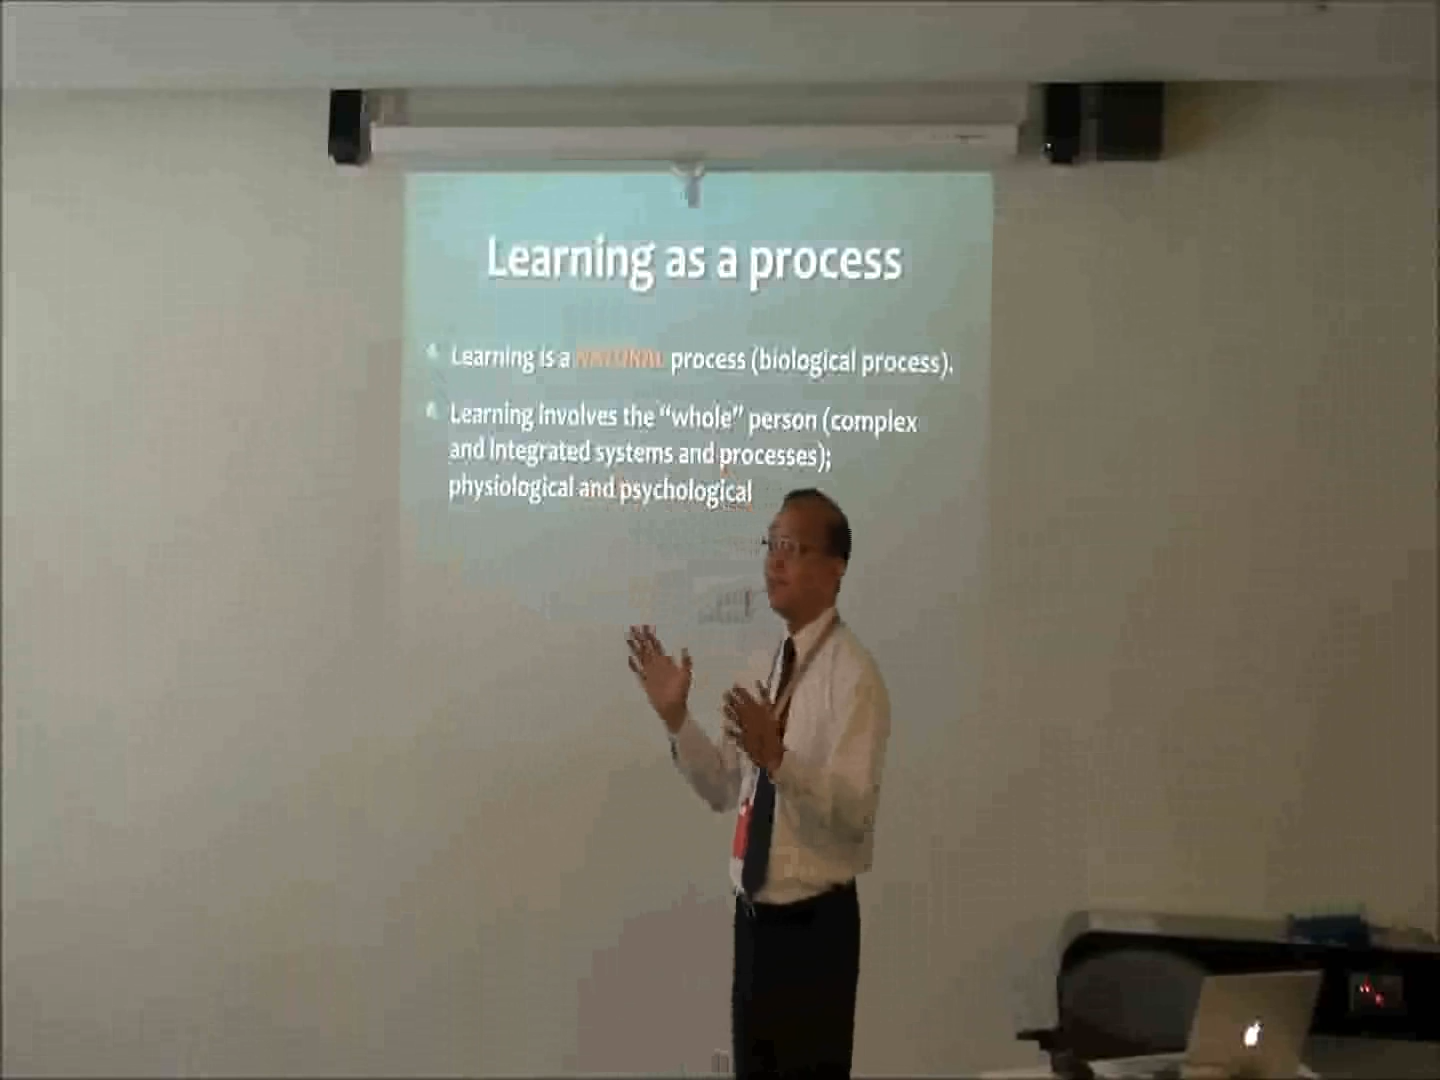 Learning as a process
Learning is a NATURAL process (biological process).
Learning involves the “whole” person (complex
and integrated systems and processes);
physiological and psychological